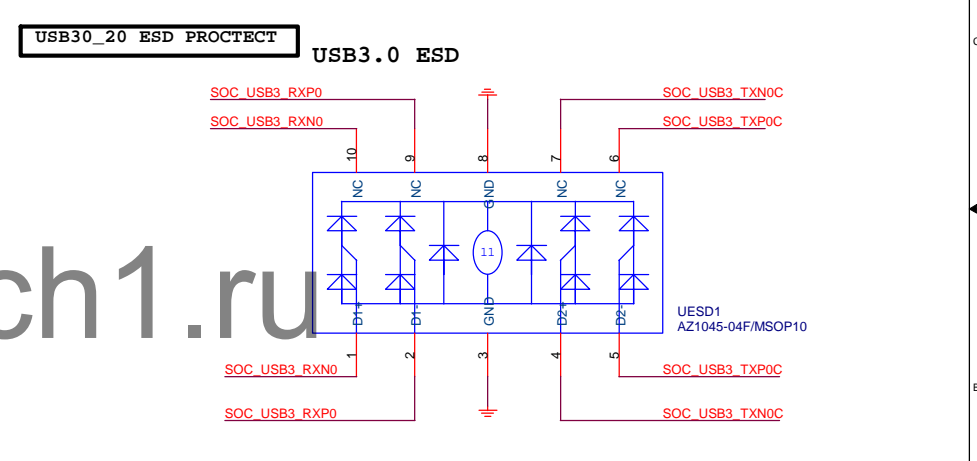 USB30_20 ESD PROCTECT
USB3.0 ESD
SOC_USB3_RXP0
SOC_USB3_TXN0C
SOC_USB3_RXN0
SOC_USB3_TXP0C
10
9
8
7
6
NC
NC
GND
NC
NC
11
ch1.ru
D1+
D1-
GND
D2+
D2-
UESD1
AZ1045-04F/MSOP10
1
2
3
4
5
SOC_USB3_RXN0
SOC_USB3_TXP0C
SOC_USB3_RXP0
SOC_USB3_TXN0C